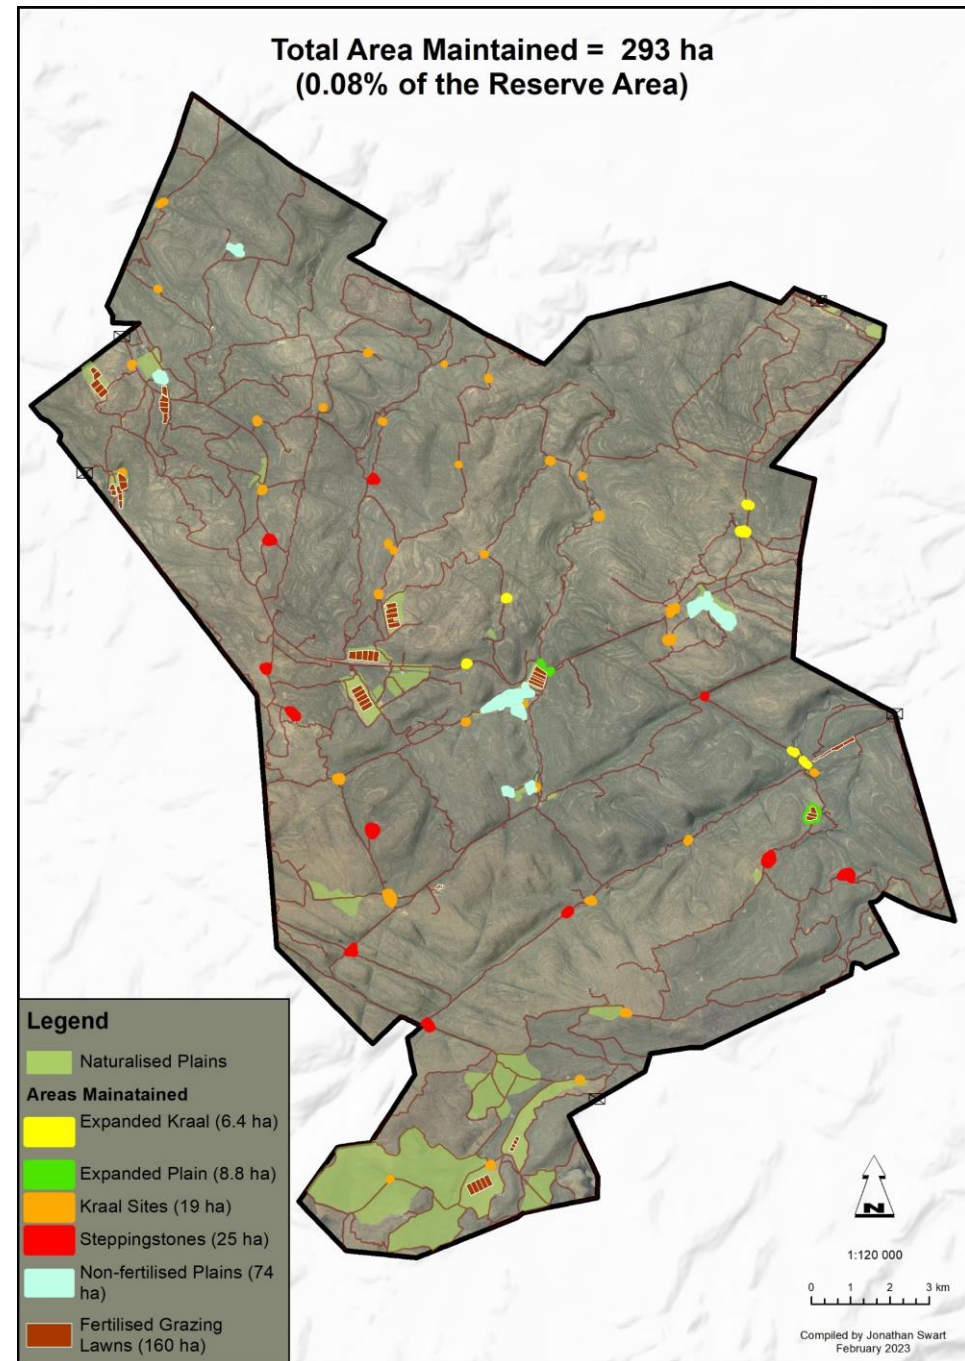 Total Area Maintained = 293 ha
(0.08% of the Reserve Area)
Legend
Naturalised Plains
Areas Mainatained
Expanded Kraal (6.4 ha)
Expanded Plain (8.8 ha)
Kraal Sites (19 ha)
Steppingstones (25 ha)
Non-fertilised Plains (74
ha)
Fertilised Grazing
Lawns (160 ha)
N
1:120 000
0 1 2 3 km
Compiled by Jonathan Swart
February 2023